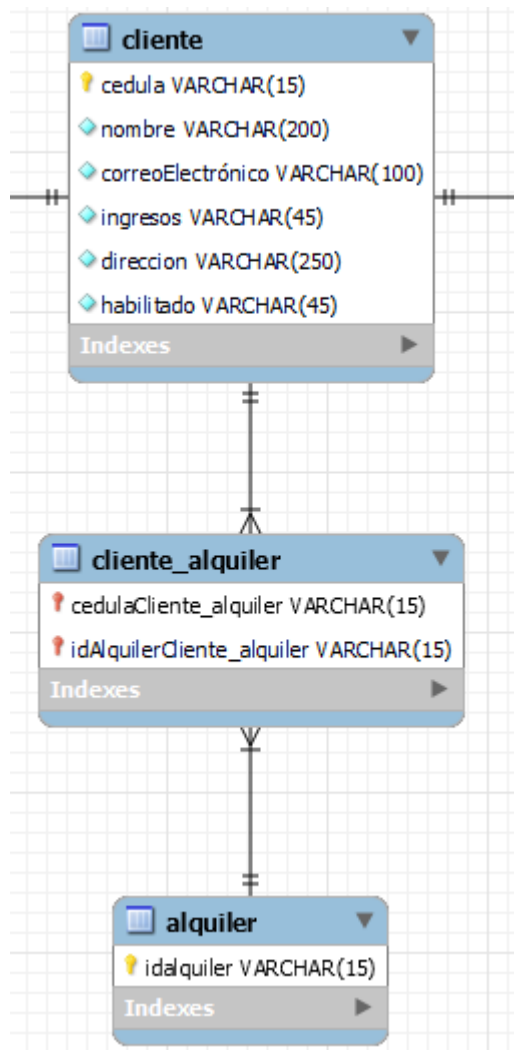 cliente
cedula VARCHAR(15)
nombre VARCHAR(200)
correoElectrónico VARCHAR(100)
ingresos VARCHAR(45)
direccion VARCHAR(250)
habilitado VARCHAR(45)
Indexes
cliente_alquiler
cedulaCliente_alquiler VARCHAR(15)
idAlquilerCliente_alquiler VARCHAR(15)
Indexes
alquiler
idalquiler VARCHAR(15)
Indexes